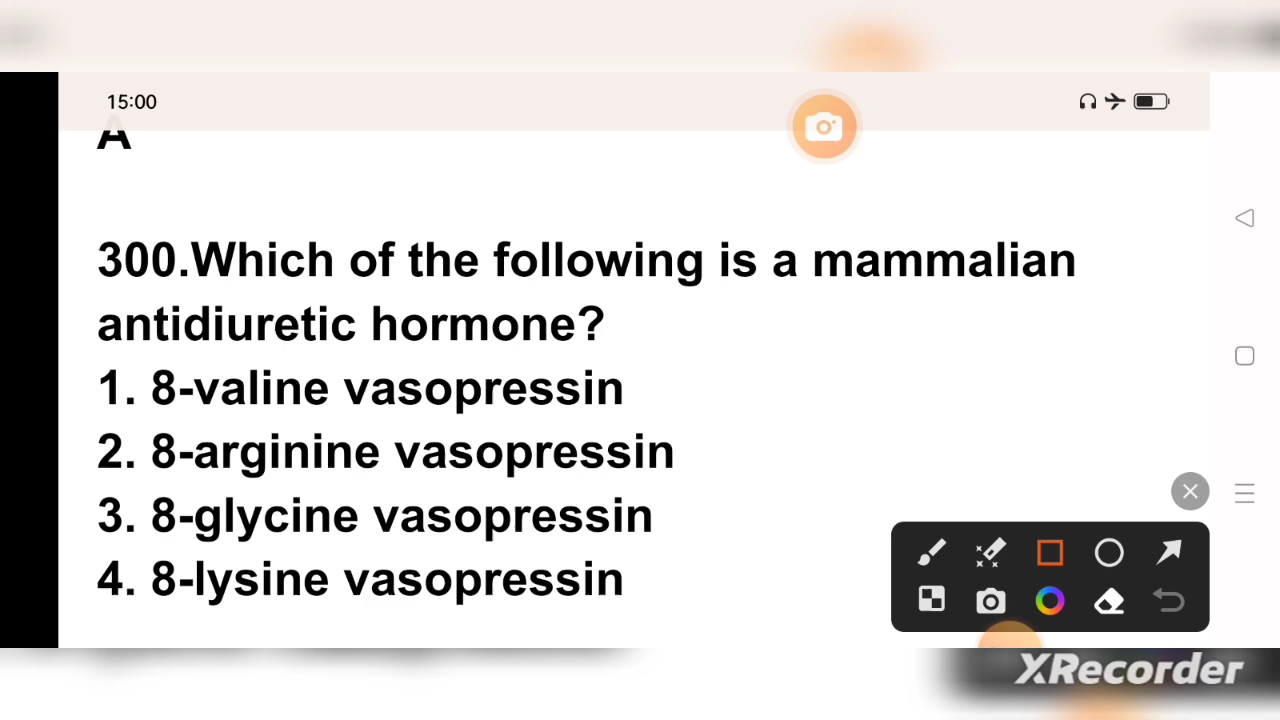 15:00
A
300.Which of the following is a mammalian
antidiuretic hormone?
1. 8-valine vasopressin
2. 8-arginine vasopressin
3. 8-glycine vasopressin
4. 8-lysine vasopressin
XRecorder